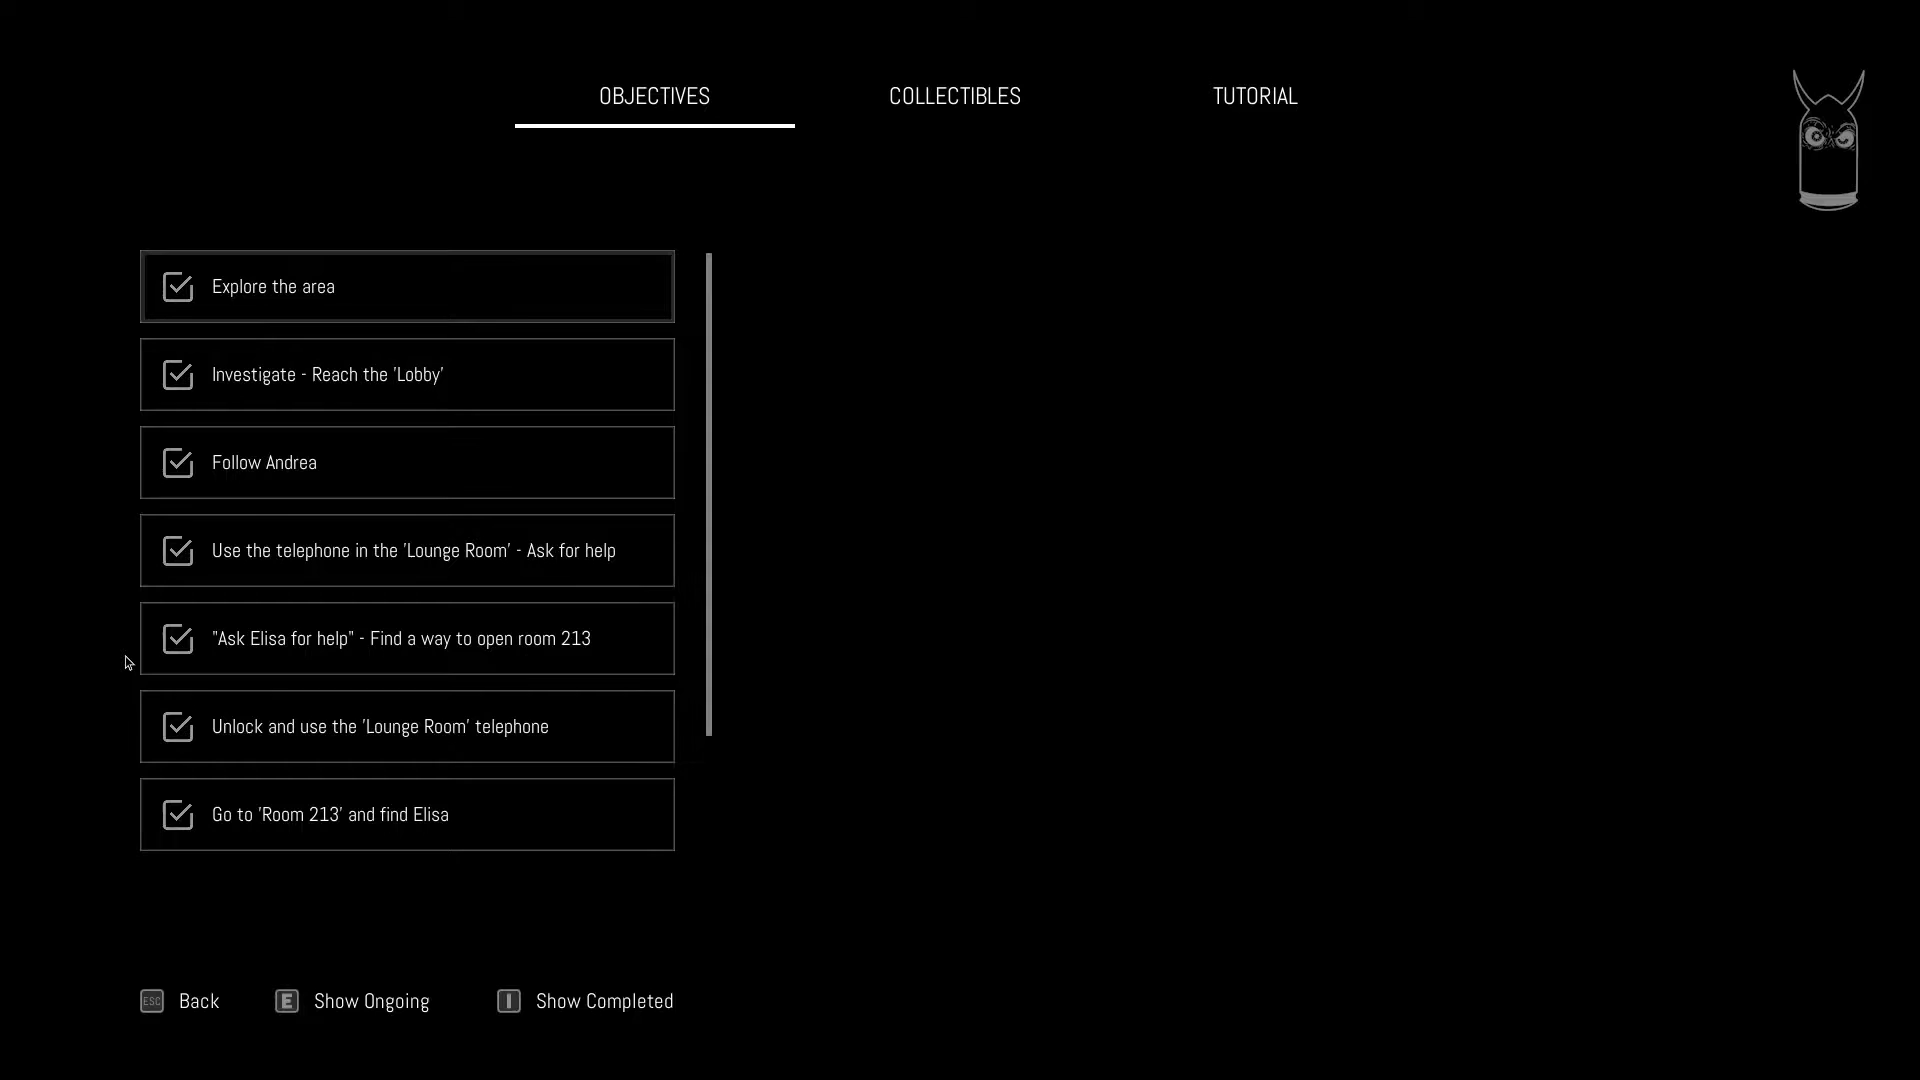 OBJECTIVES COLLECTIBLES TUTORIAL
Explore the area
Investigate - Reach the 'Lobby'
Follow Andrea
Use the telephone in the 'Lounge Room' - Ask for help
"Ask Elisa for help" - Find a way to open room 213
Unlock and use the 'Lounge Room' telephone
Go to 'Room 213' and find Elisa
ESC Back E Show Ongoing I Show Completed